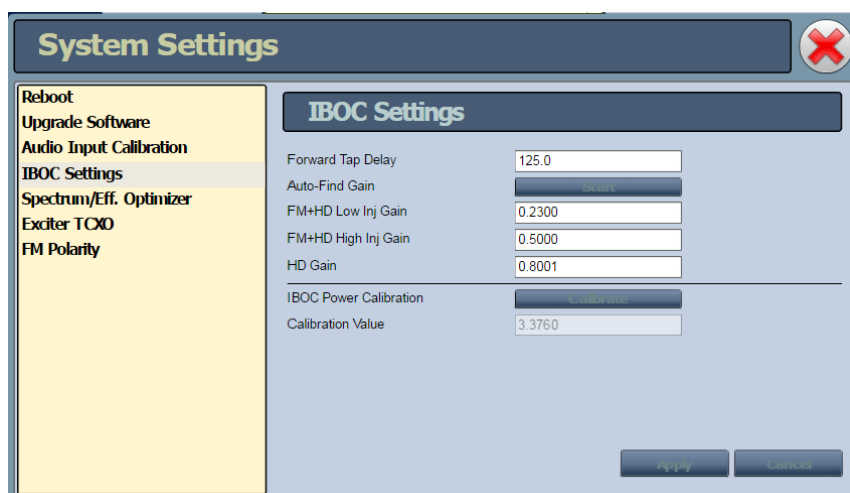 System Settings
Reboot
Upgrade Software
Audio Input Calibration
IBOC Settings
Spectrum/Eff. Optimizer
Exciter TCXO
FM Polarity
IBOC Settings
Forward Tap Delay 125.0
Auto-Find Gain Start
FM+HD Low Inj Gain 0.2300
FM+HD High Inj Gain 0.5000
HD Gain 0.8001
IBOC Power Calibration Calibrate
Calibration Value 3.3760
Apply Cancel